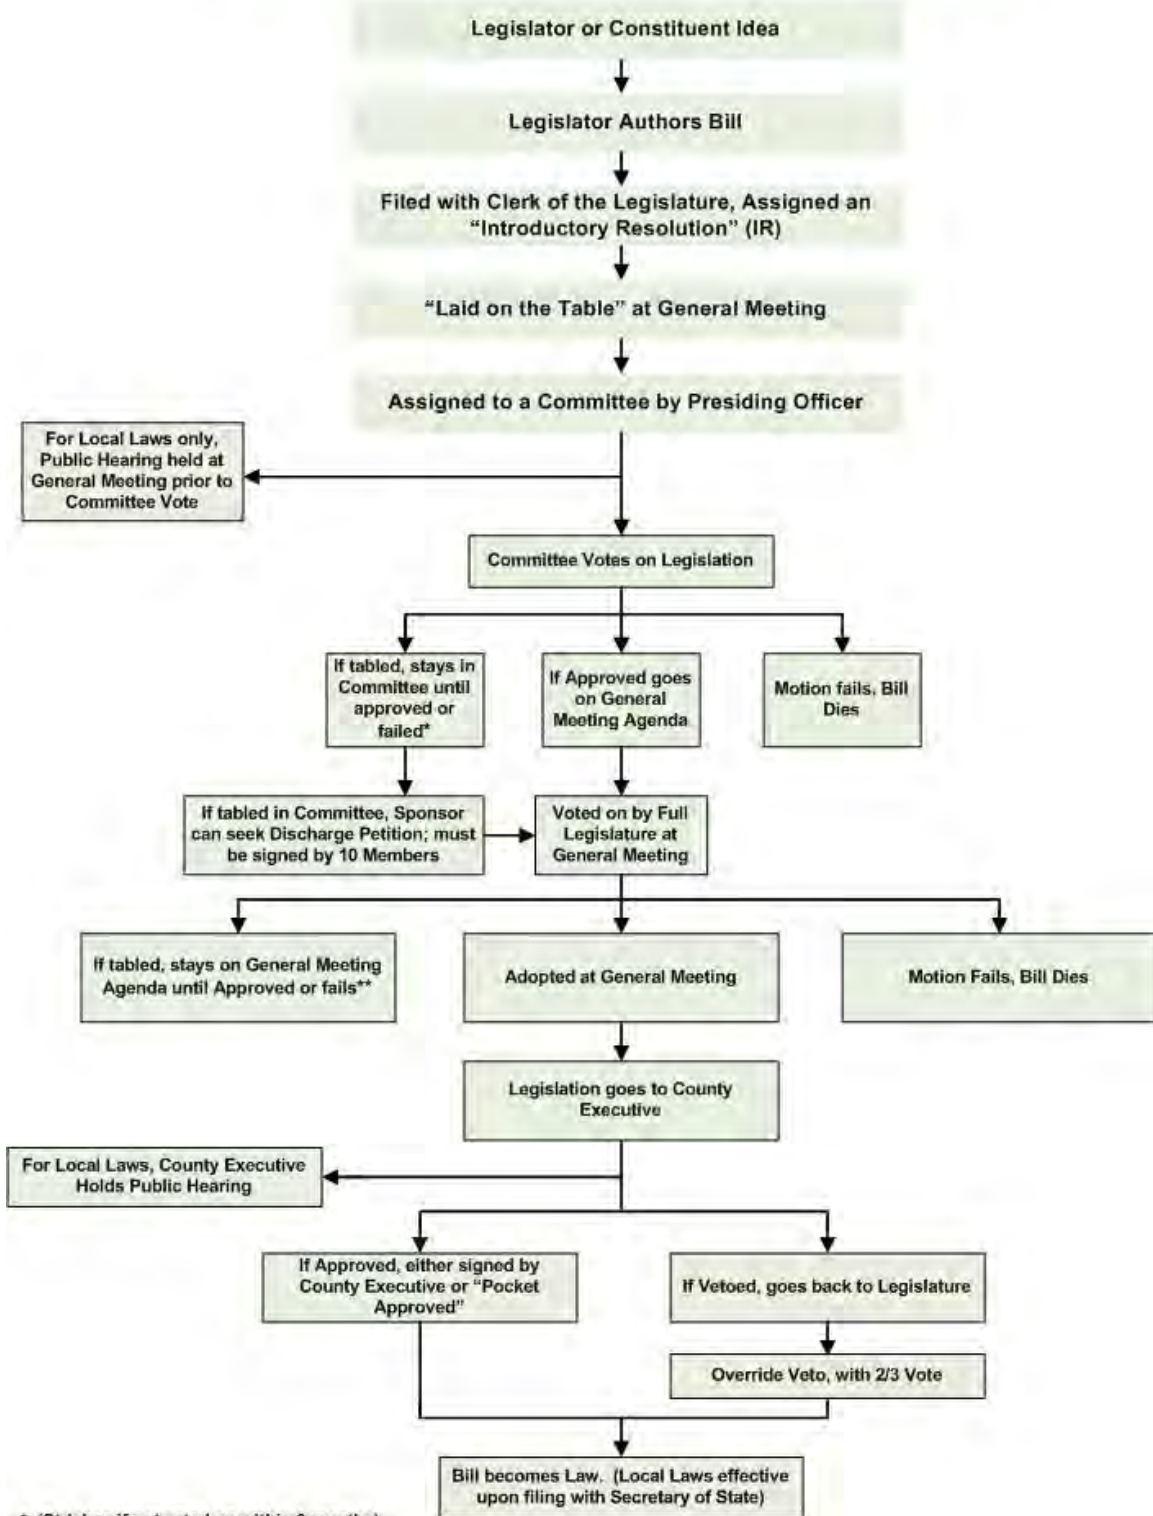 Legislator or Constituent Idea
Legislator Authors Bill
Filed with Clerk of the Legislature, Assigned an
“Introductory Resolution” (IR)
“Laid on the Table” at General Meeting
Assigned to a Committee by Presiding Officer
For Local Laws only,
Public Hearing held at
General Meeting prior to
Committee Vote
Committee Votes on Legislation
If tabled, stays in
Committee until
approved or
failed*
If Approved goes
on General
Meeting Agenda
Motion fails, Bill
Dies
If tabled in Committee, Sponsor
can seek Discharge Petition; must
be signed by 10 Members
Voted on by Full
Legislature at
General Meeting
If tabled, stays on General Meeting
Agenda until Approved or fails**
Adopted at General Meeting
Motion Fails, Bill Dies
Legislation goes to County
Executive
For Local Laws, County Executive
Holds Public Hearing
If Approved, either signed by
County Executive or “Pocket
Approved”
If Vetoed, goes back to Legislature
Override Veto, with 2/3 Vote
Bill becomes Law. (Local Laws effective
upon filing with Secretary of State)